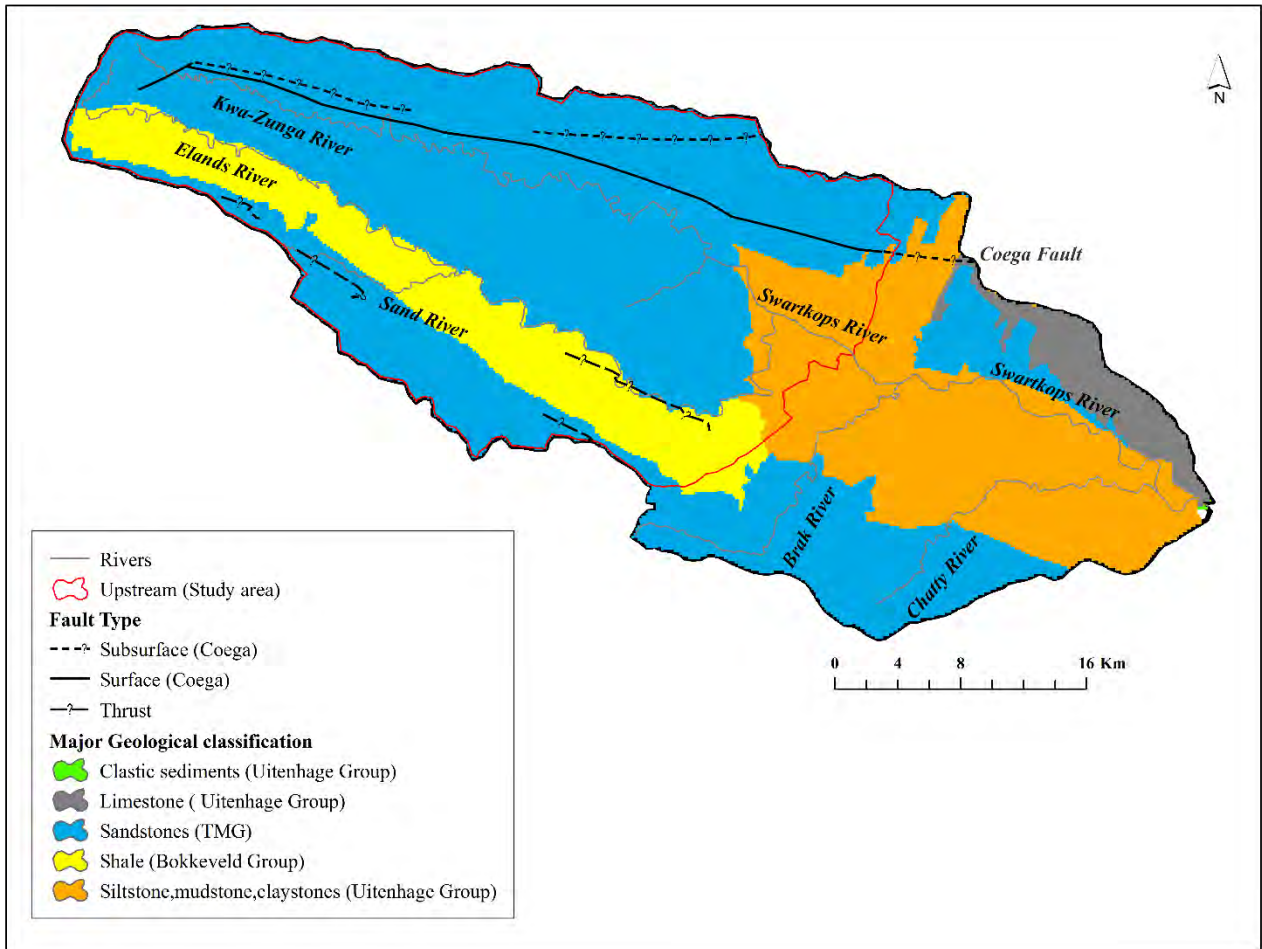 N
Kwa-Zunga River
Elands River
Coega Fault
Swartkops River
Sand River
Swartkops River
Brak River
Chatty River
Rivers
Upstream (Study area)
Fault Type
Subsurface (Coega)
Surface (Coega)
Thrust
Major Geological classification
Clastic sediments (Uitenhage Group)
Limestone ( Uitenhage Group)
Sandstones (TMG)
Shale (Bokkeveld Group)
Siltstone,mudstone,claystones (Uitenhage Group)
0 4 8 16 Km